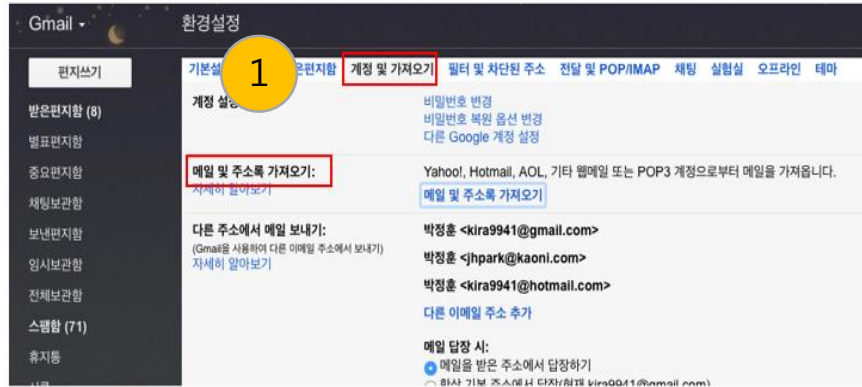 Gmail
환경설정
편지쓰기
받은편지함 (8)
별표편지함
중요편지함
채팅보관함
보낸편지함
임시보관함
전체보관함
스팸함 (71)
휴지통
1
계정 및 가져오기 필터 및 차단된 주소 전달 및 POP/IMAP 채팅 실험실 오프라인 테마
계정
비밀번호 변경
비밀번호 복원 옵션 변경
다른 Google 계정 설정
메일 및 주소록 가져오기:
자세히 알아보기
Yahoo!, Hotmail, AOL, 기타 웹메일 또는 POP3 계정으로부터 메일을 가져옵니다.
메일 및 주소록 가져오기
다른 주소에서 메일 보내기:
(Gmail을 사용하여 다른 이메일 주소에서 보내기)
자세히 알아보기
박정훈 <kira9941@gmail.com>
박정훈 <jhpark@kaoni.com>
박정훈 <kira9941@hotmail.com>
다른 이메일 주소 추가
메일 답장 시:
메일을 받은 주소에서 답장하기